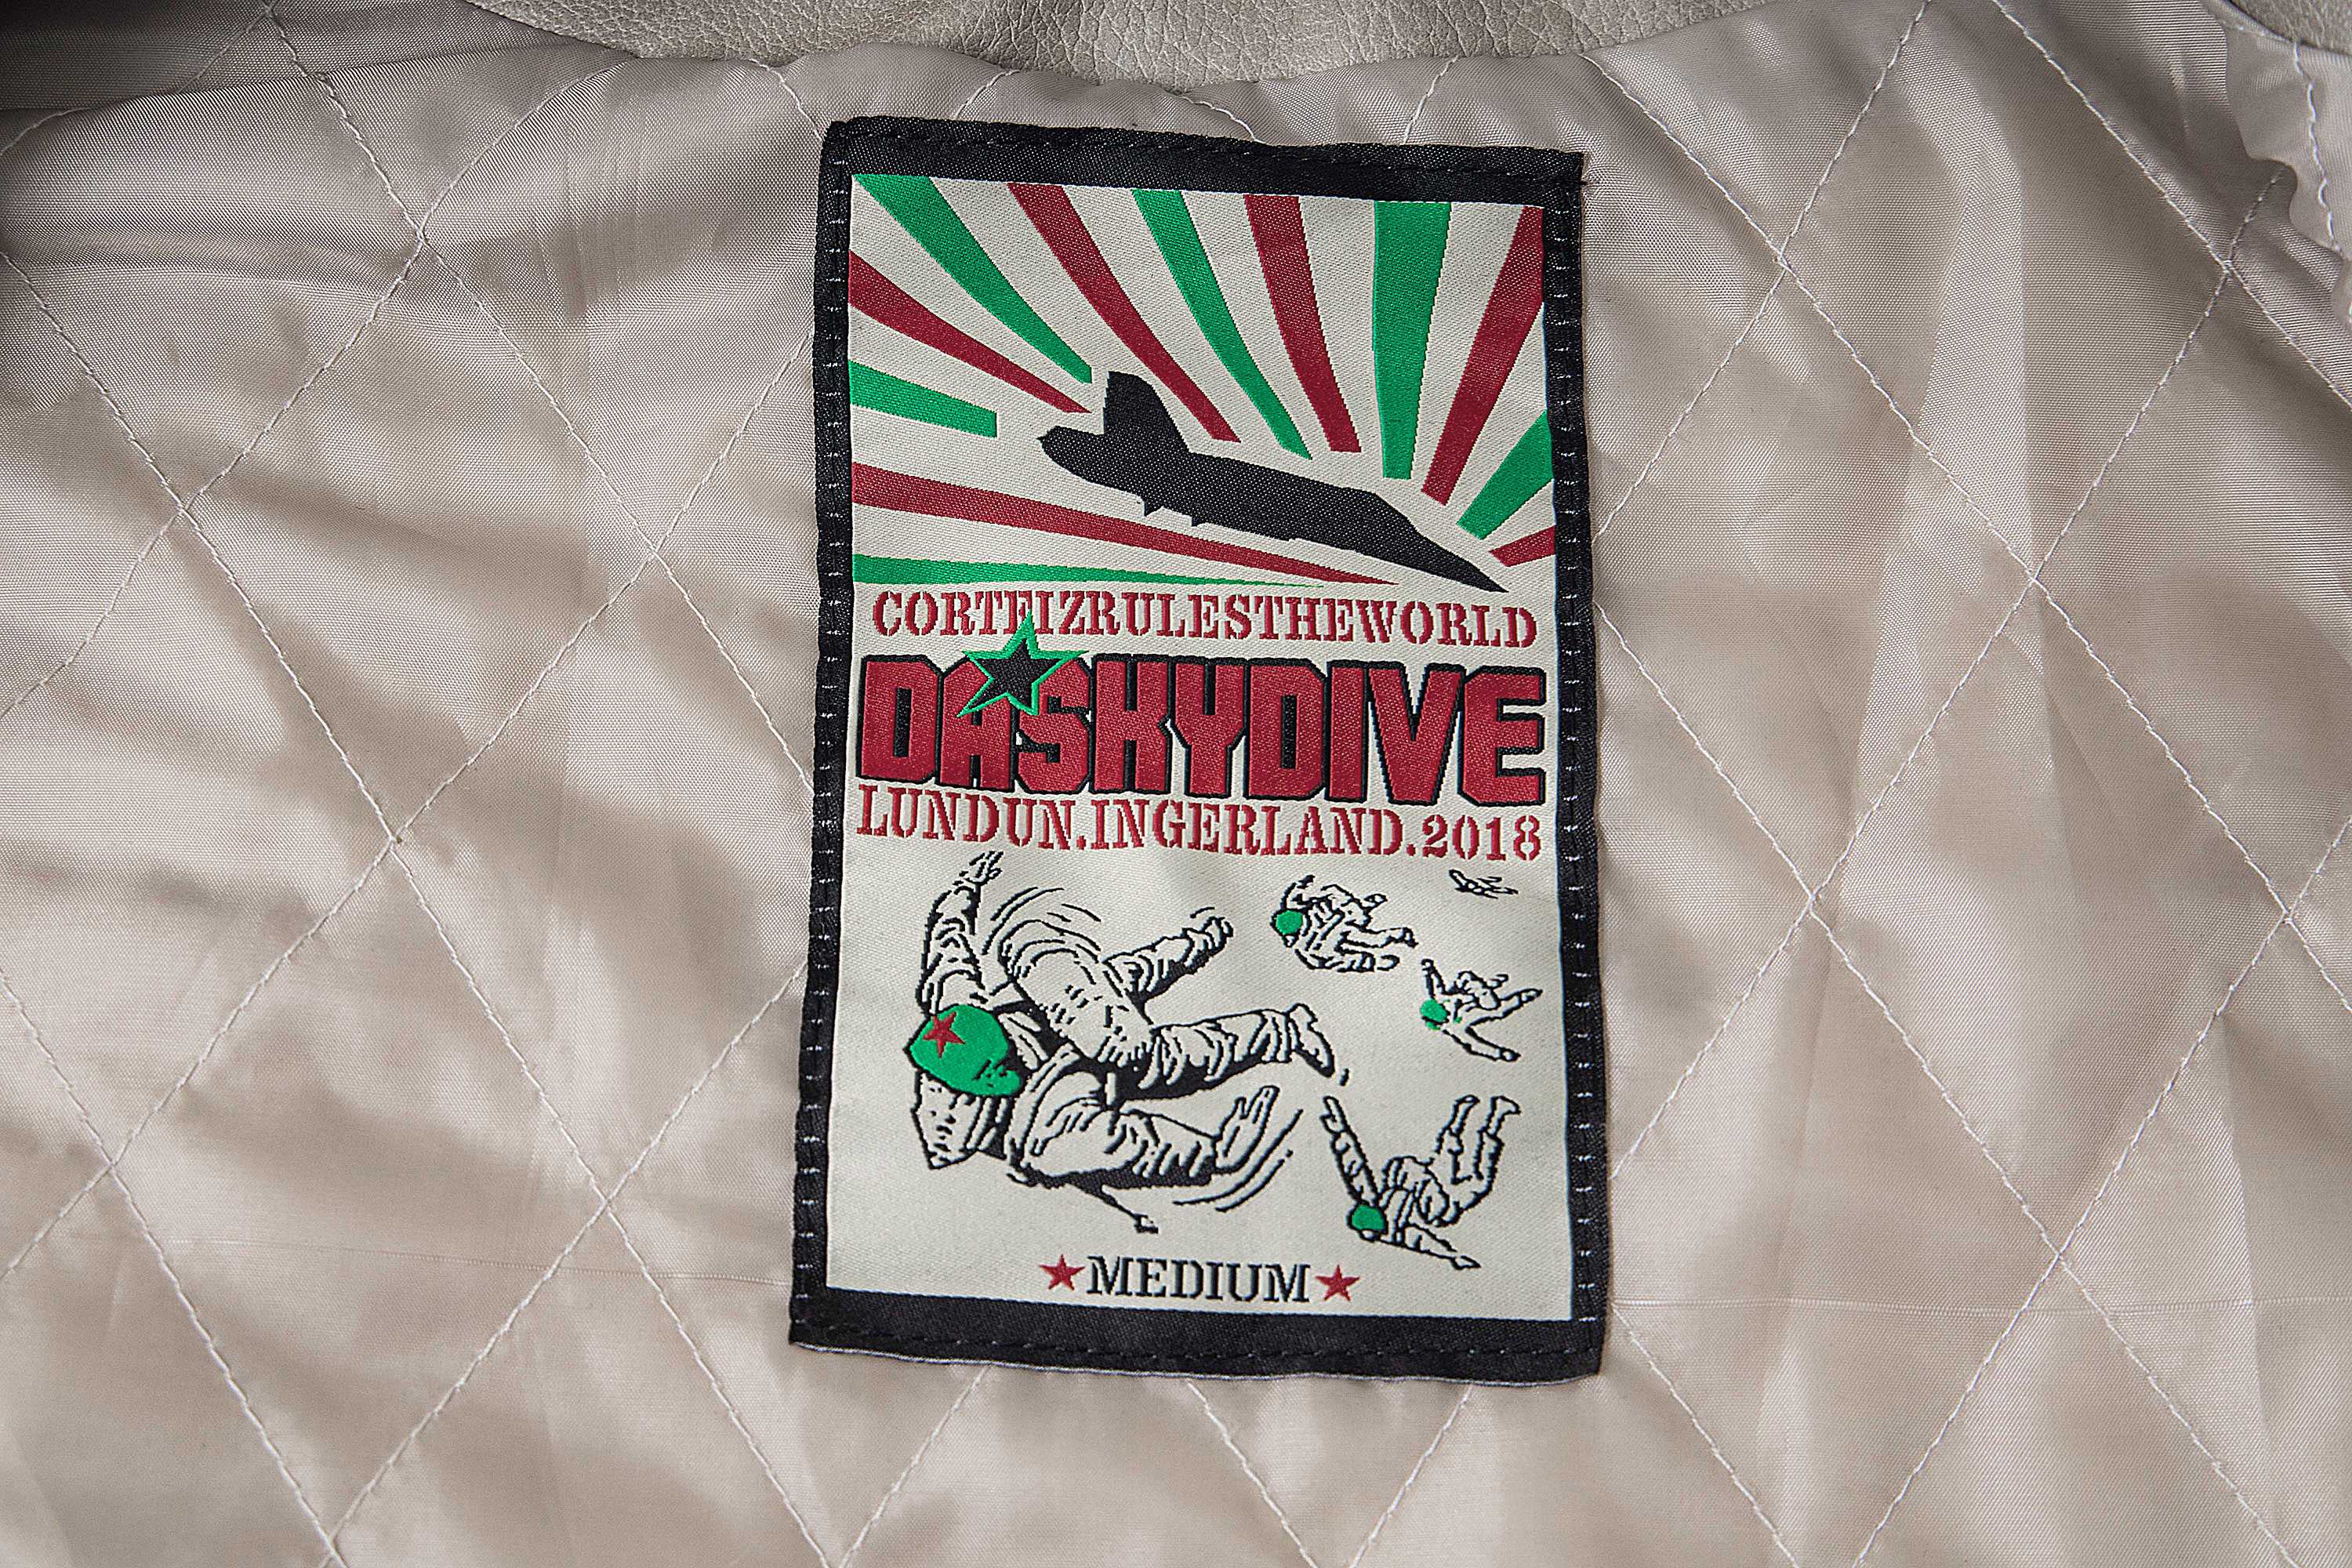 CORTEIZRULESTHEWORLD
DASKYDIVE
LUNDUN.INGERLAND.2018
MEDIUM